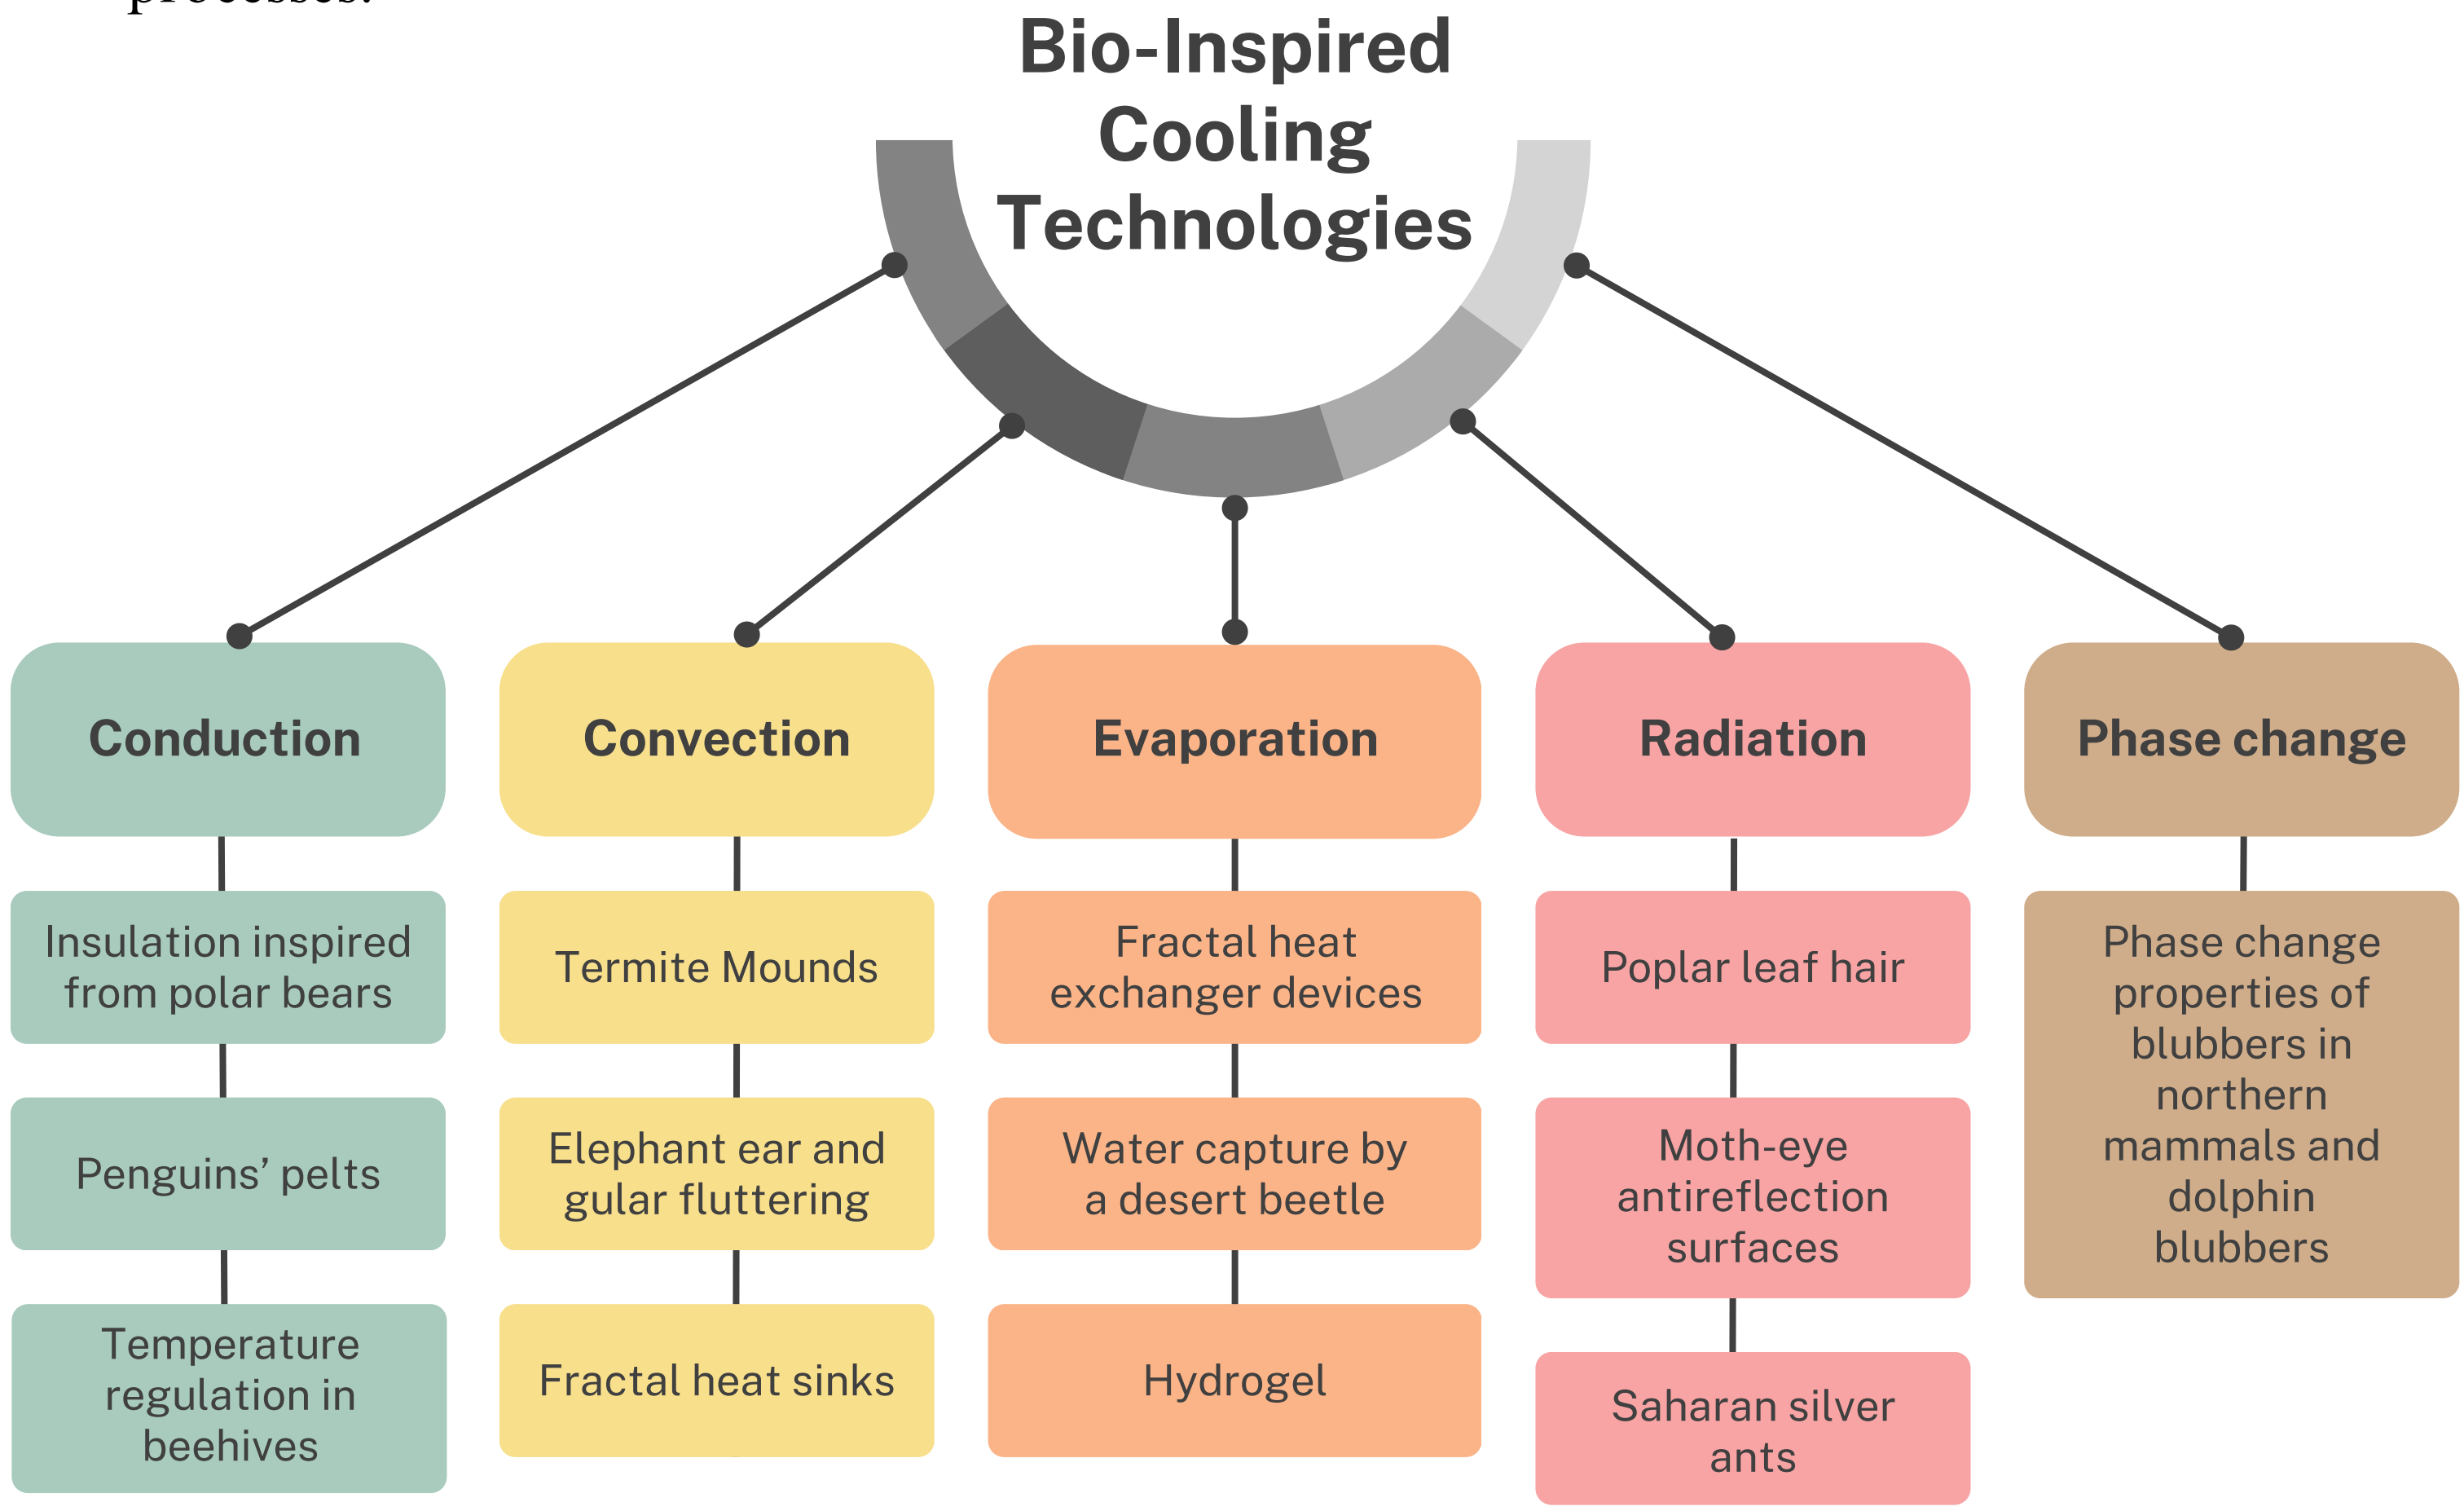 Bio-Inspired
Cooling
Technologies
Conduction
Insulation inspired
from polar bears
Penguins’ pelts
Temperature
regulation in
beehives
Convection
Termite Mounds
Elephant ear and
gular fluttering
Fractal heat sinks
Evaporation
Fractal heat
exchanger devices
Water capture by
a desert beetle
Hydrogel
Radiation
Poplar leaf hair
Moth-eye
antieflection
surfaces
Saharan silver
ants
Phase change
Phase change
properties of
blubbers in
northern
mammals and
dolphin
blubbers